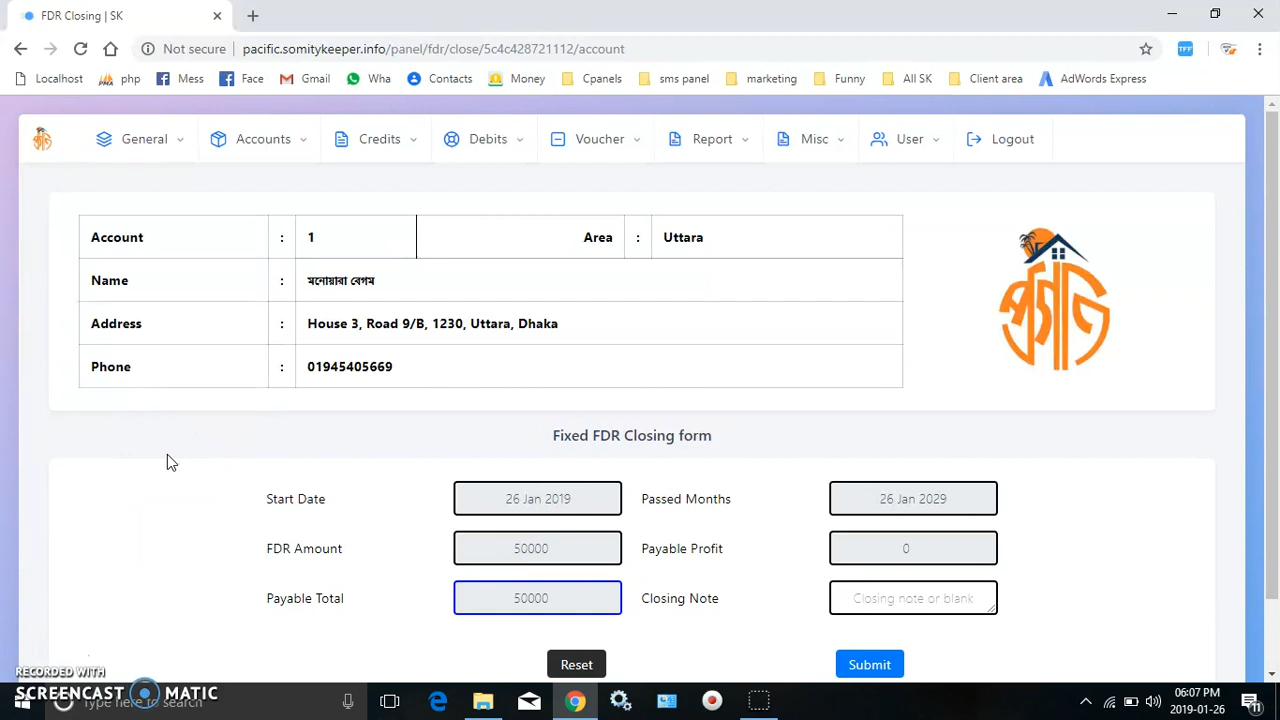 FDR Closing | SK
Not secure pacific.somitykeeper.info/panel/fdr/close/5c4c428721112/account
Localhost php Mess Face Gmail Wha Contacts Money Cpanels sms panel marketing Funny All SK Client area AdWords Express
General Accounts Credits Debits Voucher Report Misc User Logout
Account : 1 Area : Uttara
Name : মনোয়ারা বেগম
Address : House 3, Road 9/B, 1230, Uttara, Dhaka
Phone : 01945405669
Fixed FDR Closing form
Start Date 26 Jan 2019 Passed Months 26 Jan 2029
FDR Amount 50000 Payable Profit 0
Payable Total 50000 Closing Note Closing note or blank
Reset Submit
RECORDED WITH
SCREENCAST MATIC
Type here to search
06:07 PM
2019-01-26
11